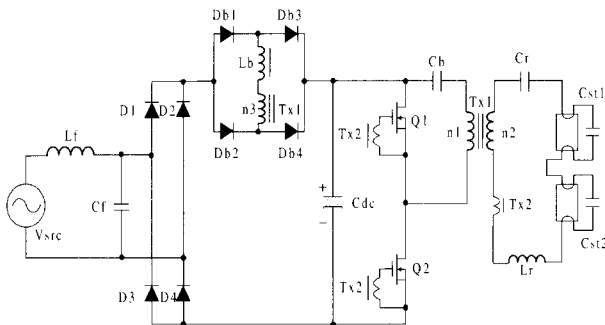 Db1
Db3
Lb
n3
Tx1
Db2
Db4
D1
D2
Lf
Cf
Vsrc
D3
D4
+
Cdc
−
Tx2
Q1
Tx2
Q2
Cb
Tx1
n1
n2
Cr
Cst1
Tx2
Lr
Cst2